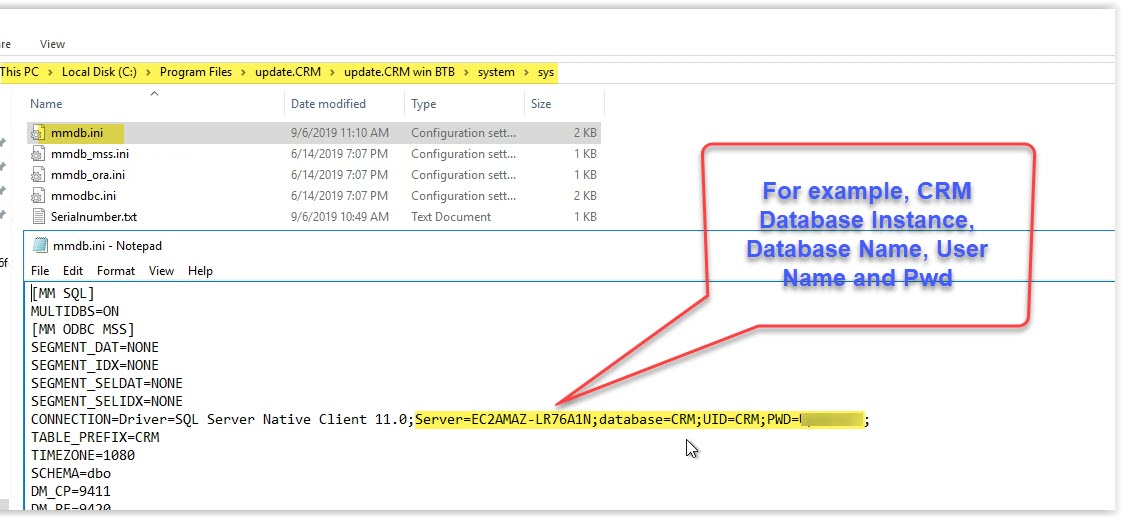 re View
This PC > Local Disk (C:) > Program Files > update.CRM > update.CRM win BTB > system > sys
Name Date modified Type Size
mmdb.ini 9/6/2019 11:10 AM Configuration sett... 2 KB
mmdb_mss.ini 6/14/2019 7:07 PM Configuration sett... 1 KB
mmdb_ora.ini 6/14/2019 7:07 PM Configuration sett... 1 KB
mmodbc.ini 6/14/2019 7:07 PM Configuration sett... 2 KB
Serialnumber.txt 9/6/2019 10:49 AM Text Document 1 KB
For example, CRM
Database Instance,
Database Name, User
Name and Pwd
mmdb.ini - Notepad
6f
File Edit Format View Help
[MM SQL]
MULTIDBS=ON
[MM ODBC MSS]
SEGMENT_DAT=NONE
SEGMENT_IDX=NONE
SEGMENT_SELDAT=NONE
SEGMENT_SELIDX=NONE
CONNECTION=Driver=SQL Server Native Client 11.0;Server=EC2AMAZ-LR76A1N;database=CRM;UID=CRM;PWD= ;
TABLE_PREFIX=CRM
TIMEZONE=1080
SCHEMA=dbo
DM_CP=9411
DM_PE=9420